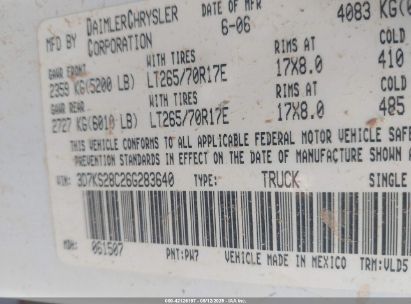 MFD BY DAIMLERCHRYSLER CORPORATION
DATE OF MFR 6-06
4083 KG
GAWR FRONT WITH TIRES RIMS AT COLD
2359 KG(5200 LB) LT265/70R17E 17X8.0 410
GAWR REAR WITH TIRES RIMS AT COLD
2727 KG(6010 LB) LT265/70R17E 17X8.0 485
THIS VEHICLE CONFORMS TO ALL APPLICABLE FEDERAL MOTOR VEHICLE
PREVENTION STANDARDS IN EFFECT ON THE DATE OF MANUFACTURE SHOWN
VIN: 3D7KS28C26G283640 TYPE: TRUCK SINGLE
MDH: 061507 PNT:PW7 VEHICLE MADE IN MEXICO TRM:VLD5